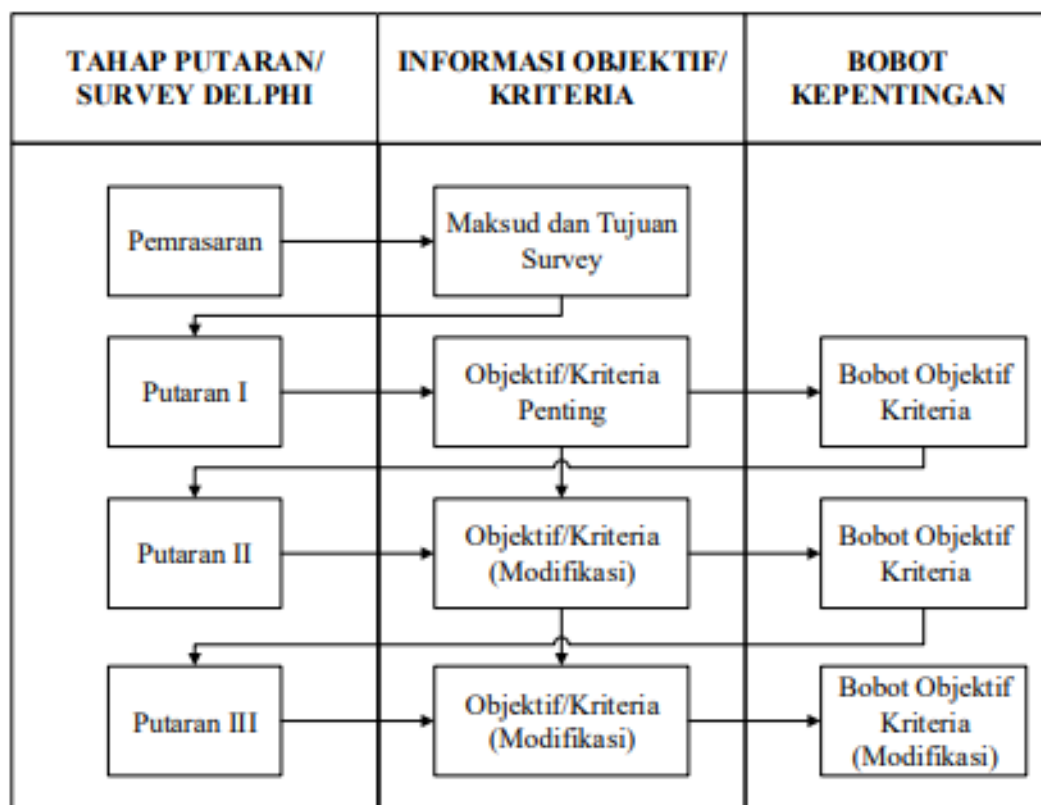 TAHAP PUTARAN/
SURVEY DELPHI
INFORMASI OBJEKTIF/
KRITERIA
BOBOT
KEPENTINGAN
Pemrasaran
Maksud dan Tujuan
Survey
Putaran I
Objektif/Kriteria
Penting
Bobot Objektif
Kriteria
Putaran II
Objektif/Kriteria
(Modifikasi)
Bobot Objektif
Kriteria
Putaran III
Objektif/Kriteria
(Modifikasi)
Bobot Objektif
Kriteria
(Modifikasi)